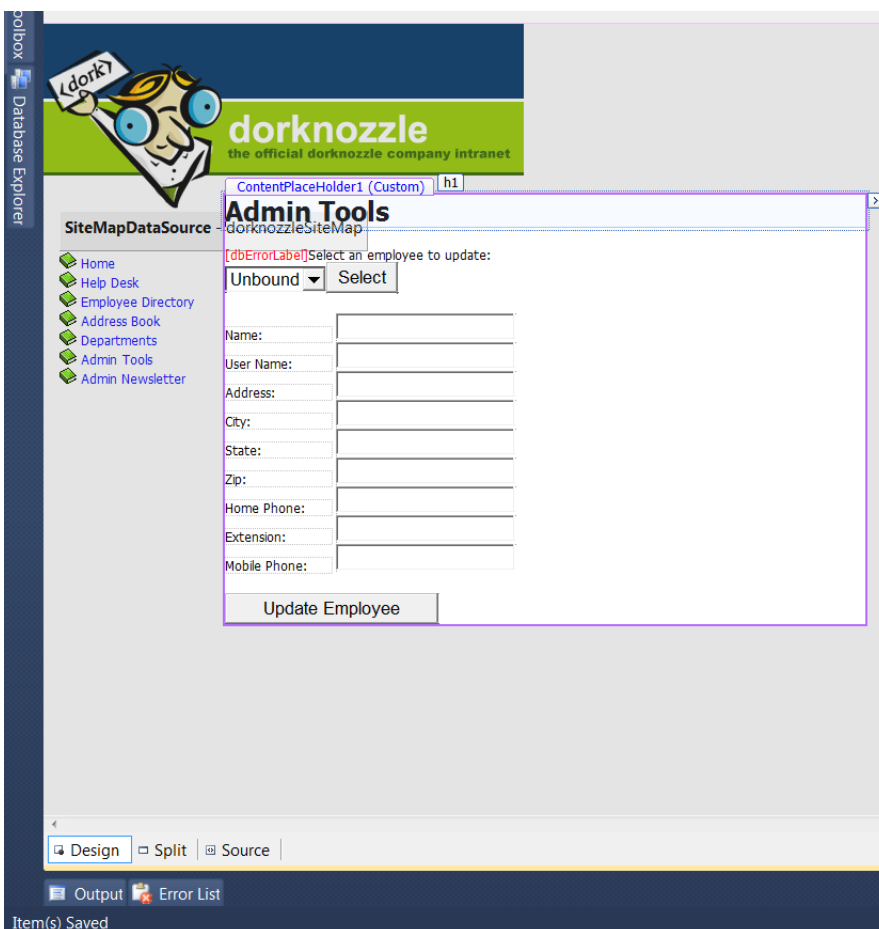 oolbox
Database Explorer
<dork>
dorknozzle
the official dorknozzle company intranet
ContentPlaceHolder1 (Custom)
h1
Admin Tools
SiteMapDataSource - dorknozzleSiteMap
[dbErrorLabel]Select an employee to update:
Unbound
Select
Home
Help Desk
Employee Directory
Address Book
Departments
Admin Tools
Admin Newsletter
Name:
User Name:
Address:
City:
State:
Zip:
Home Phone:
Extension:
Mobile Phone:
Update Employee
Design
Split
Source
Output
Error List
Item(s) Saved